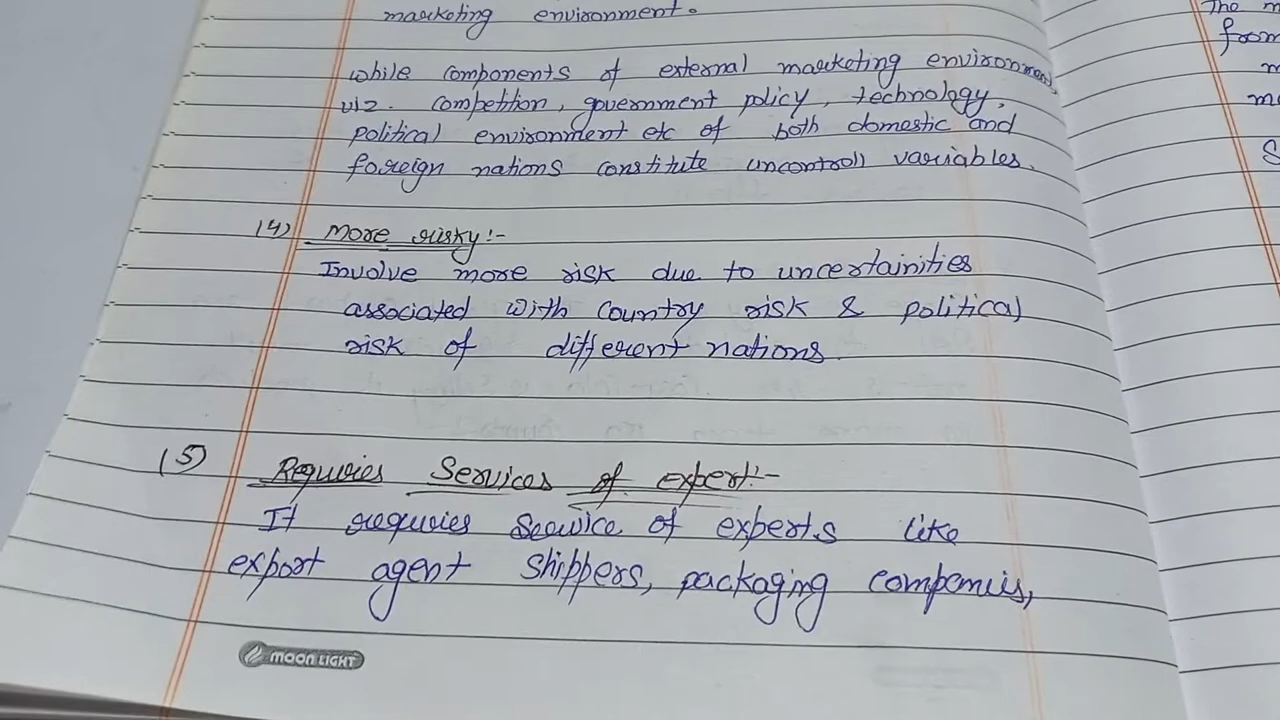 marketing environment.
while components of external marketing environment,
viz. competition, government policy, technology,
political environment etc of both domestic and
foreign nations constitute uncontroll variables.
(4) More risky:-
Involve more risk due to uncertainities
associated with country risk & political
risk of different nations.
(5) Requries Services of expert:-
It requries service of experts like
export agent shippers, packaging companies,
MOON LIGHT
The m
from
m